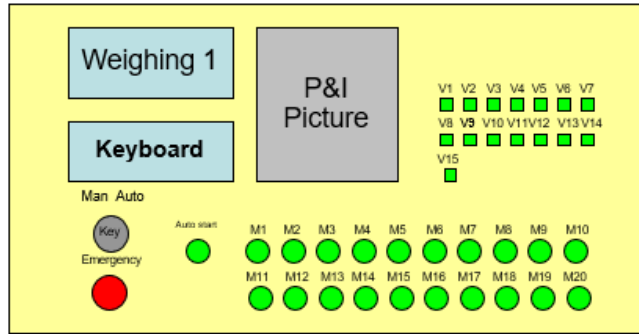 Weighing 1
P&I
Picture
Keyboard
V1 V2 V3 V4 V5 V6 V7
V8 V9 V10 V11 V12 V13 V14
V15
Man Auto
Key
Auto start
Emergency
M1 M2 M3 M4 M5 M6 M7 M8 M9 M10
M11 M12 M13 M14 M15 M16 M17 M18 M19 M20